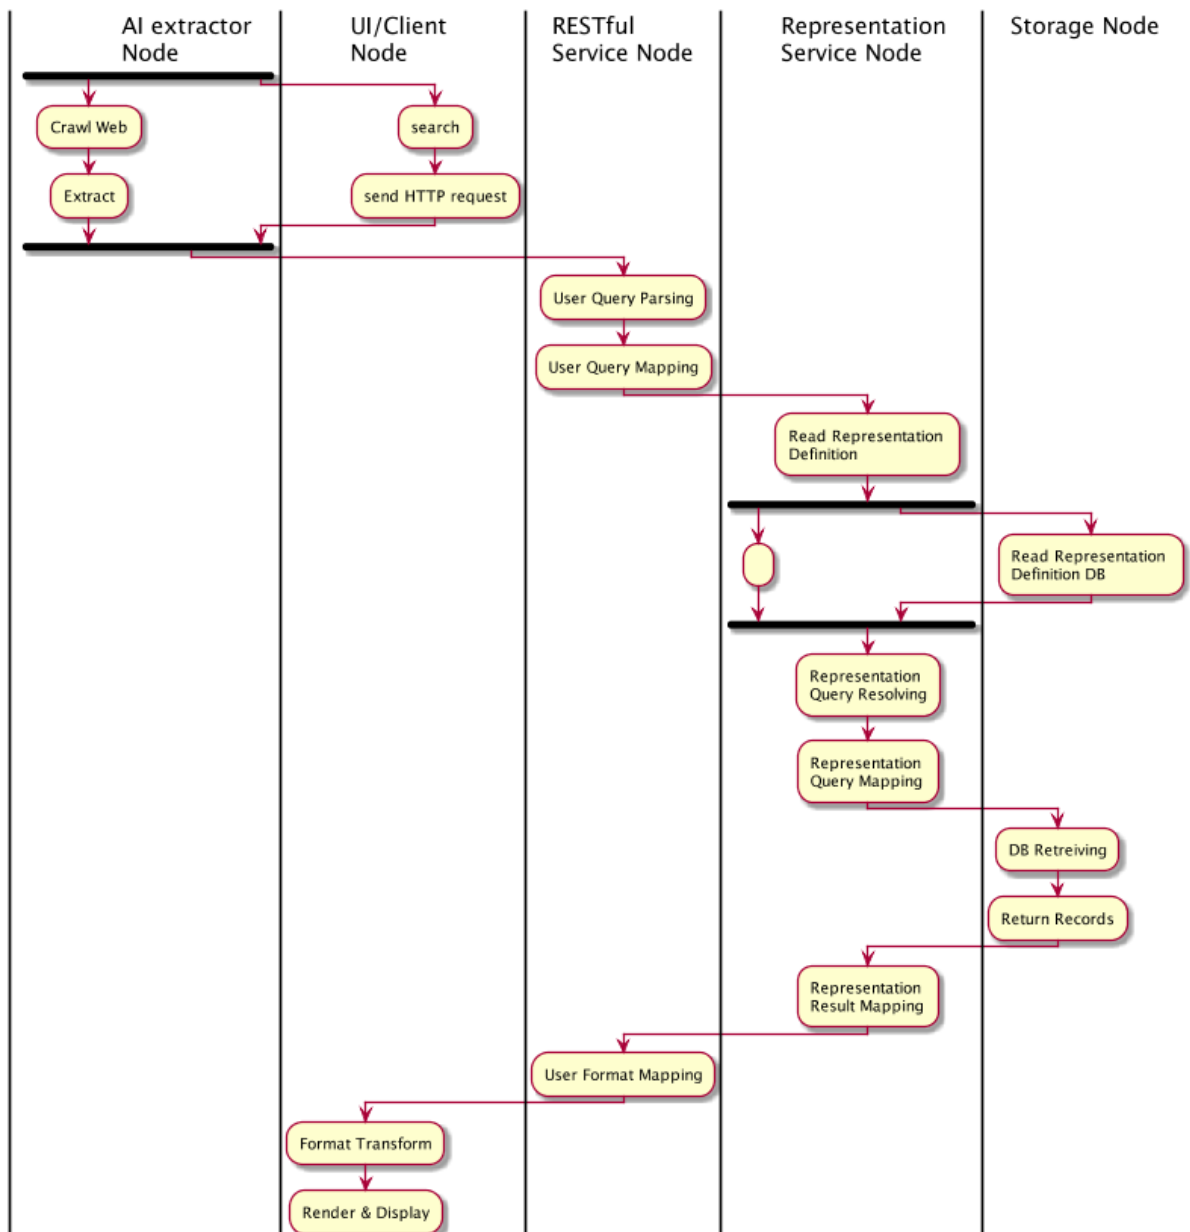 AI extractor
Node
UI/Client
Node
RESTful
Service Node
Representation
Service Node
Storage Node
Crawl Web
search
Extract
send HTTP request
User Query Parsing
User Query Mapping
Read Representation
Definition
Read Representation
Definition DB
Representation
Query Resolving
Representation
Query Mapping
DB Retreiving
Return Records
Representation
Result Mapping
User Format Mapping
Format Transform
Render & Display